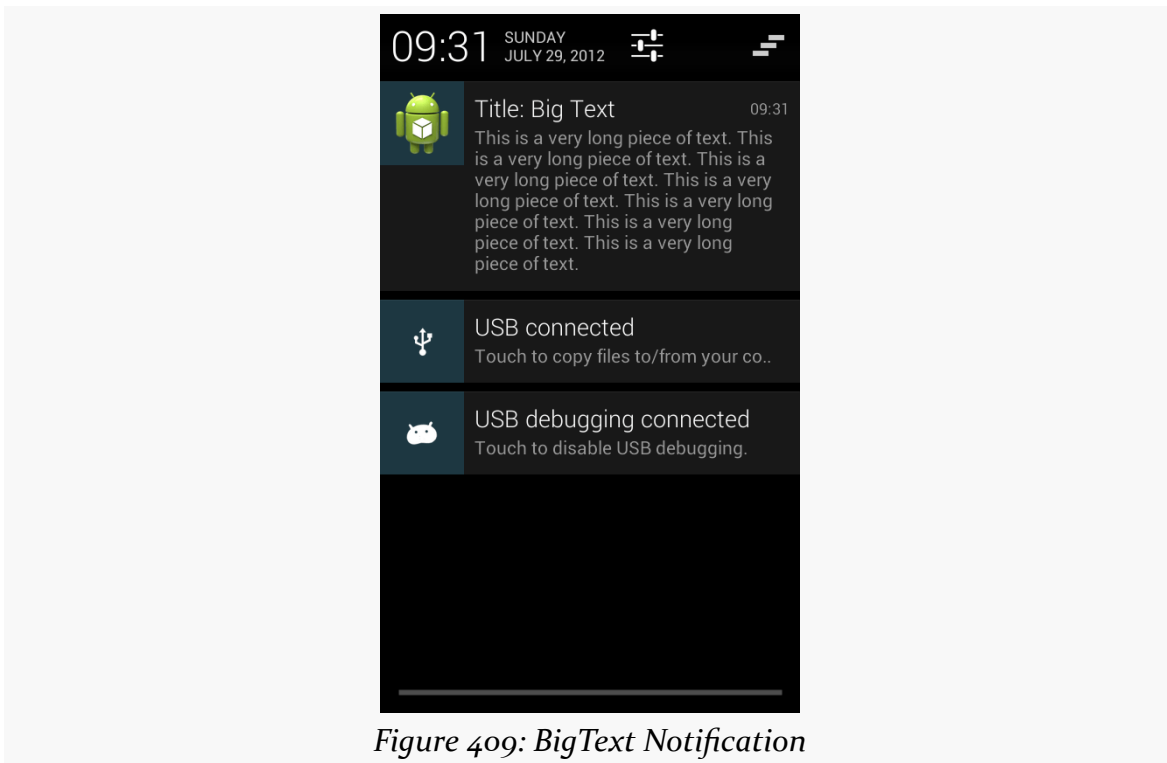 09:31 SUNDAY
JULY 29, 2012
Title: Big Text 09:31
This is a very long piece of text. This
is a very long piece of text. This is a
very long piece of text. This is a very
long piece of text. This is a very long
piece of text. This is a very long
piece of text. This is a very long
piece of text.
USB connected
Touch to copy files to/from your co..
USB debugging connected
Touch to disable USB debugging.
Figure 409: BigText Notification